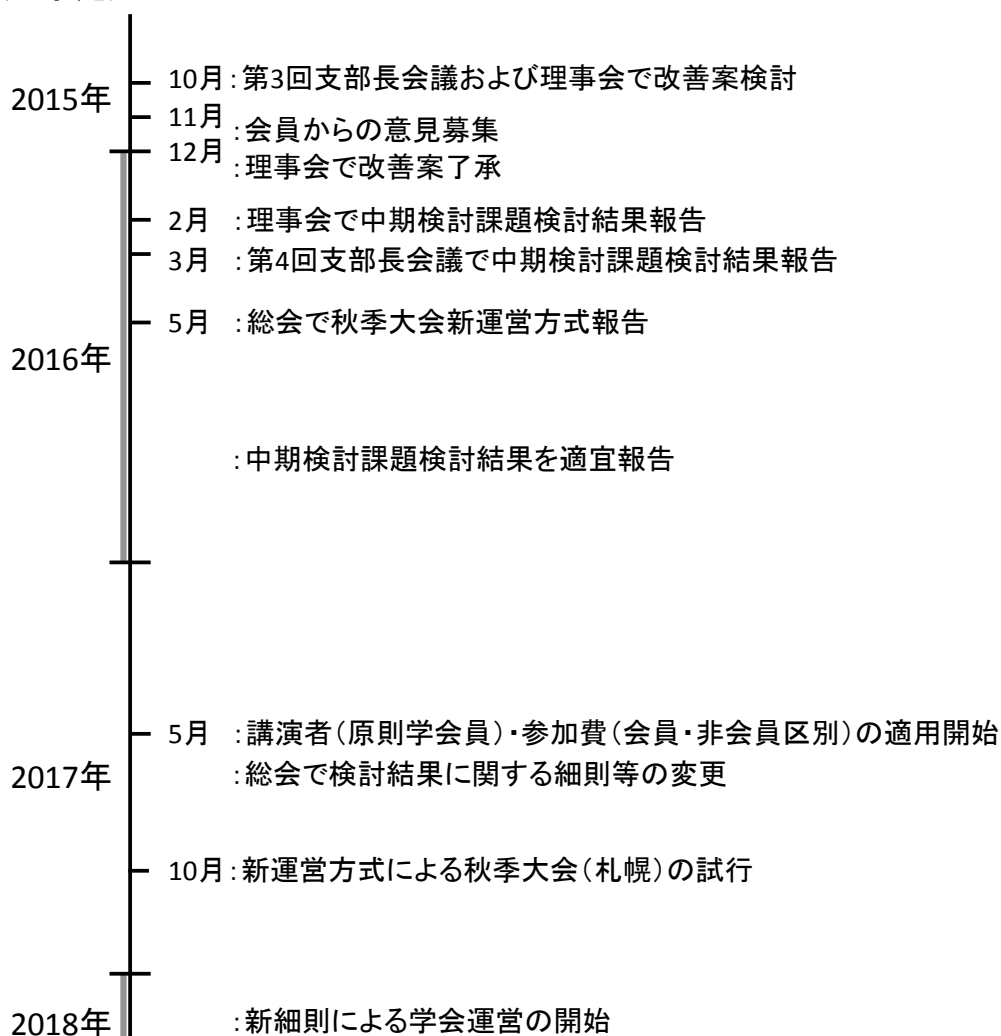 2015年
10月：第3回支部長会議および理事会で改善案検討
11月：会員からの意見募集
12月：理事会で改善案了承
2016年
2月：理事会で中期検討課題検討結果報告
3月：第4回支部長会議で中期検討課題検討結果報告
5月：総会で秋季大会新運営方式報告
：中期検討課題検討結果を適宜報告
2017年
5月：講演者（原則学会員）・参加費（会員・非会員区別）の適用開始
：総会で検討結果に関する細則等の変更
10月：新運営方式による秋季大会（札幌）の試行
2018年
：新細則による学会運営の開始